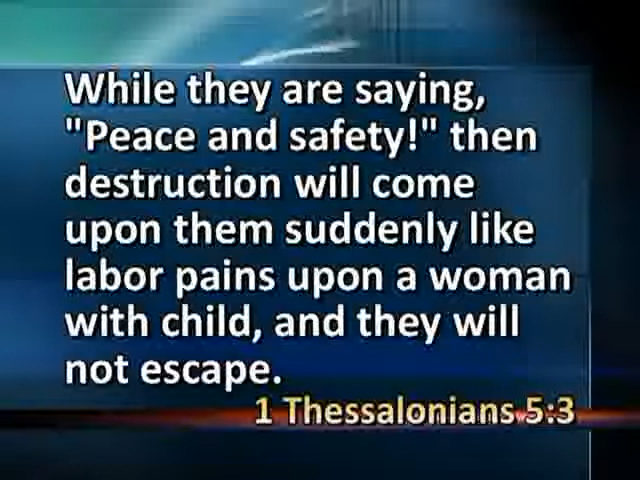 While they are saying,
"Peace and safety!" then
destruction will come
upon them suddenly like
labor pains upon a woman
with child, and they will
not escape.
1 Thessalonians 5:3